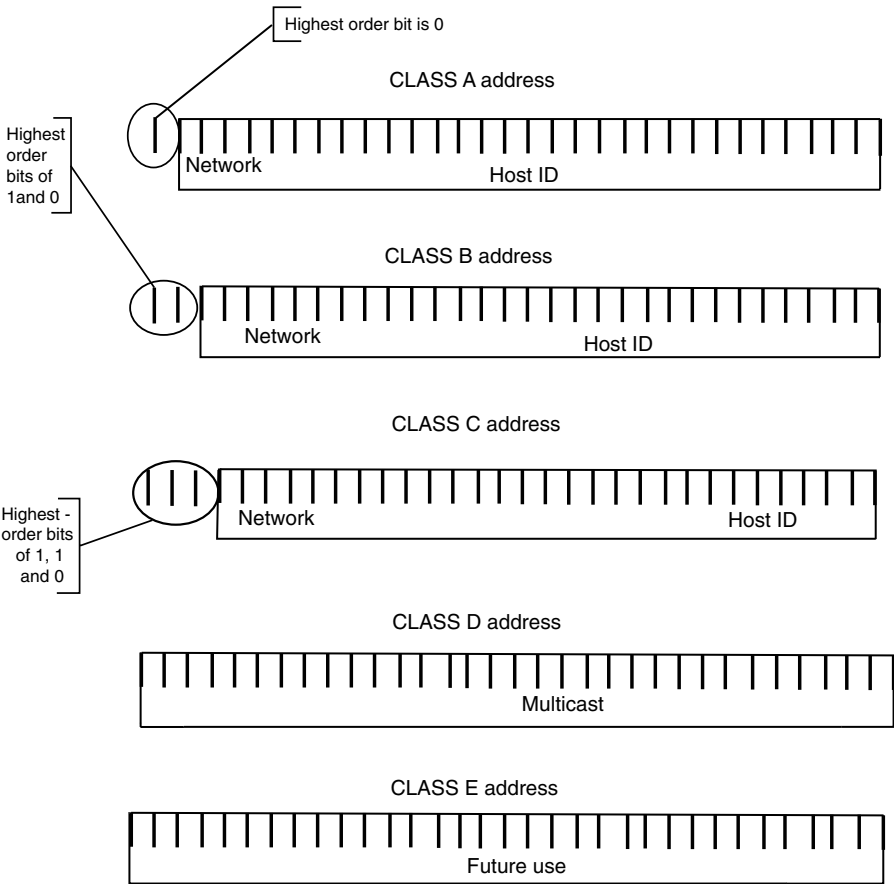 Highest order bit is 0
CLASS A address
Highest
order
bits of
1and 0
Network
Host ID
CLASS B address
Network
Host ID
CLASS C address
Highest -
order bits
of 1, 1
and 0
Network
Host ID
CLASS D address
Multicast
CLASS E address
Future use